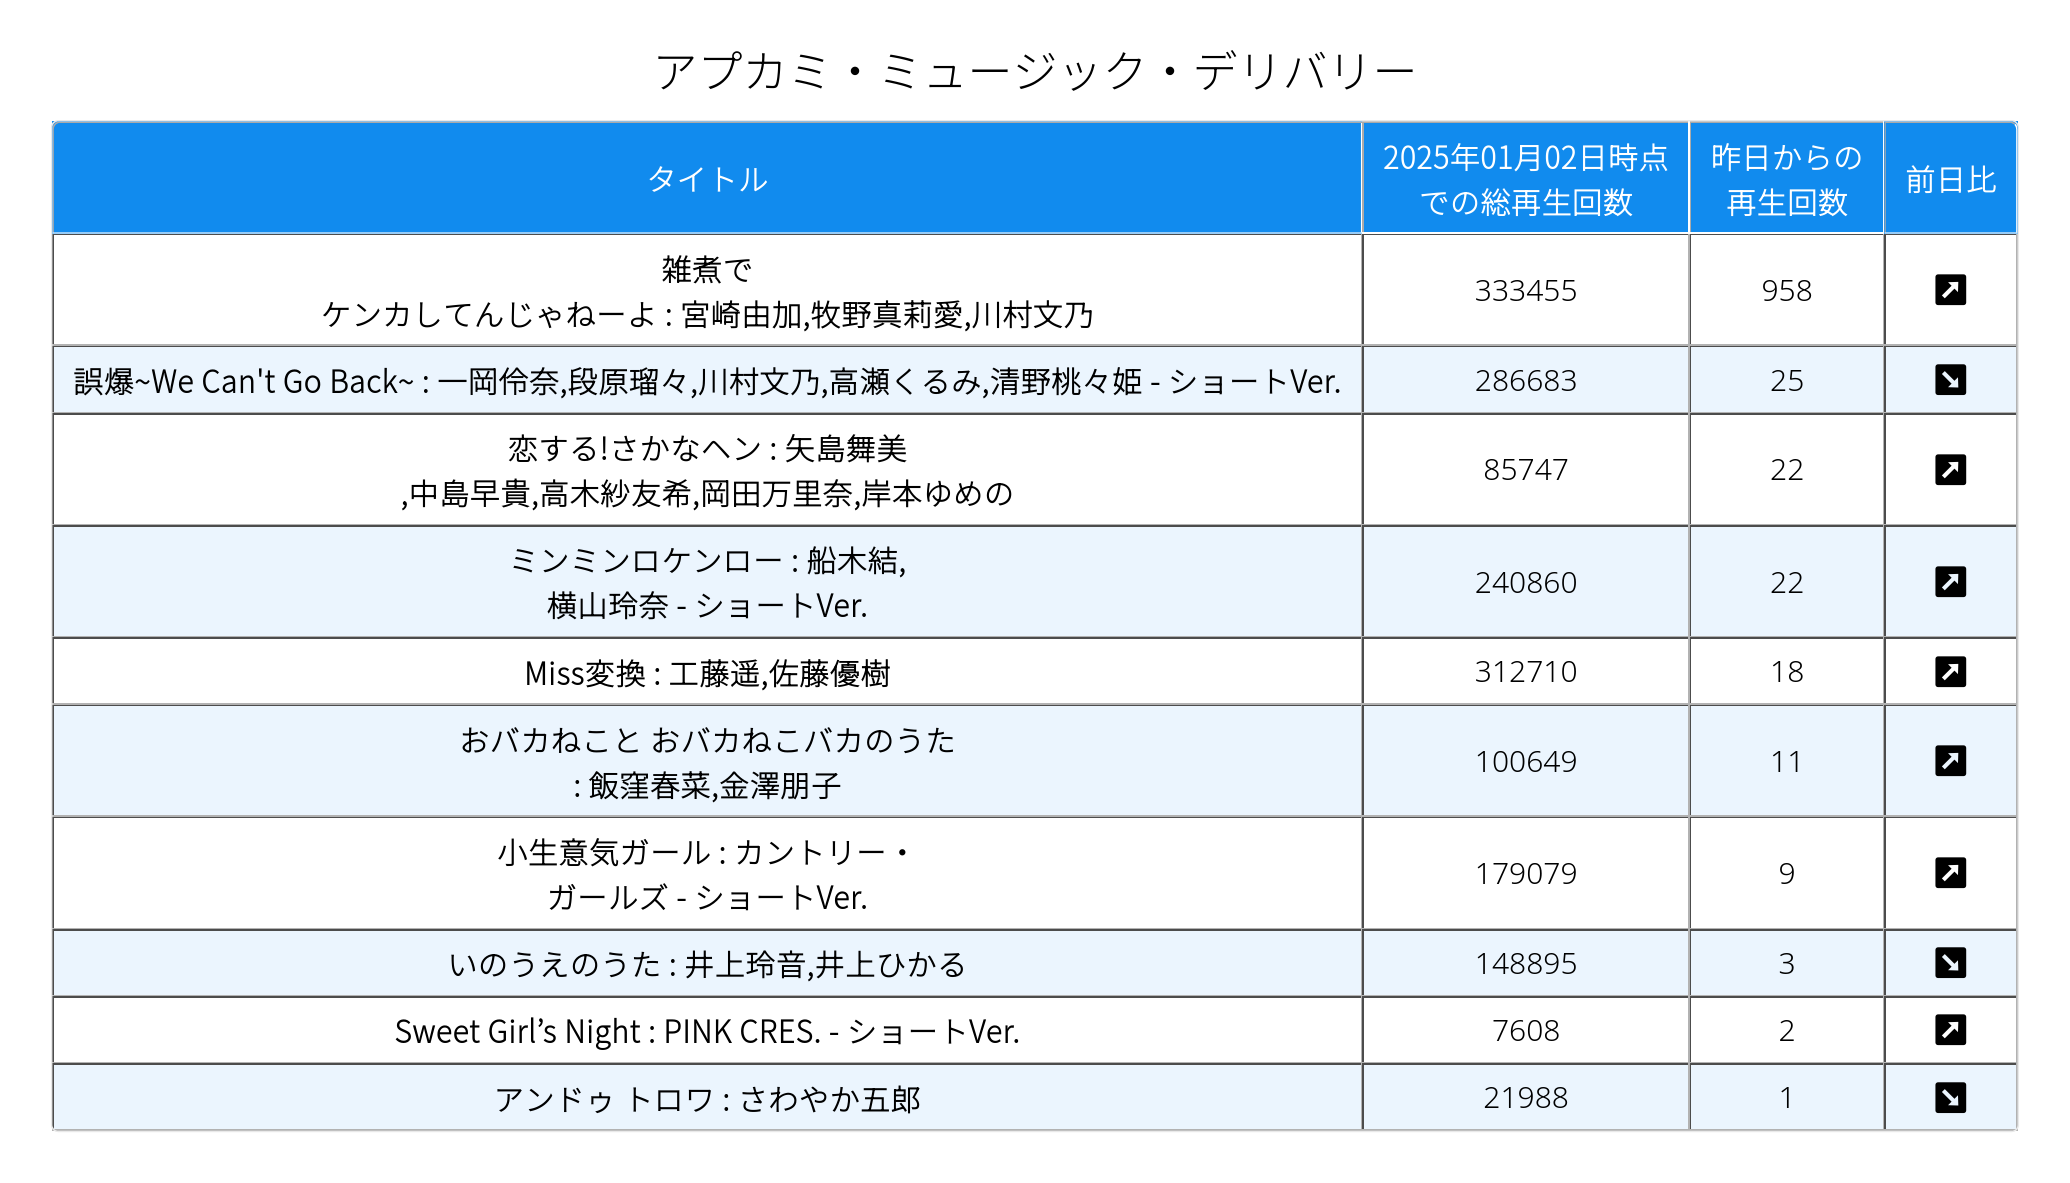 アプカミ・ミュージック・デリバリー
タイトル
2025年01月02日時点
での総再生回数
昨日からの
再生回数
前日比
雑煮で
ケンカしてんじゃねーよ : 宮崎由加,牧野真莉愛,川村文乃
333455
958
誤爆~We Can't Go Back~ : 一岡伶奈,段原瑠々,川村文乃,高瀬くるみ,清野桃々姫 - ショートVer.
286683
25
恋する!さかなヘン : 矢島舞美
,中島早貴,高木紗友希,岡田万里奈,岸本ゆめの
85747
22
ミンミンロケンロー : 船木結,
横山玲奈 - ショートVer.
240860
22
Miss変換 : 工藤遥,佐藤優樹
312710
18
おバカねこと おバカねこバカのうた
: 飯窪春菜,金澤朋子
100649
11
小生意気ガール : カントリー・
ガールズ - ショートVer.
179079
9
いのうえのうた : 井上玲音,井上ひかる
148895
3
Sweet Girl’s Night : PINK CRES. - ショートVer.
7608
2
アンドゥ トロワ : さわやか五郎
21988
1